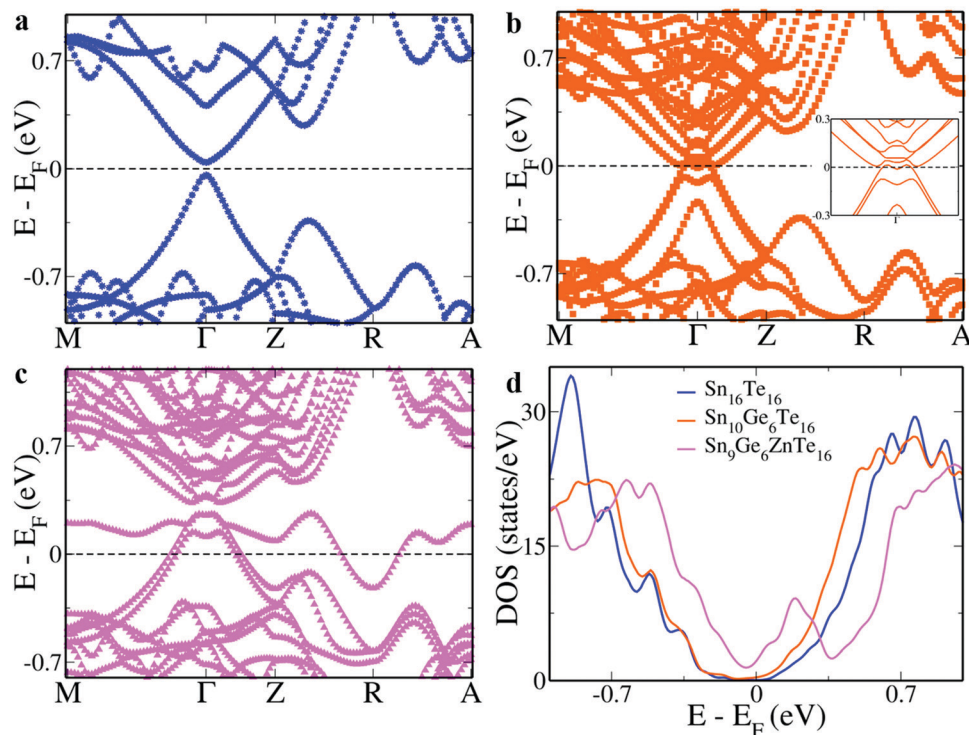 a
0.7
0
-0.7
E - E_F (eV)
M Γ Z R A
b
0.7
0
-0.7
E - E_F (eV)
0.3
0
-0.3
Γ
M Γ Z R A
c
0.7
0
-0.7
E - E_F (eV)
M Γ Z R A
d
Sn₁₆Te₁₆
Sn₁₀Ge₆Te₁₆
Sn₉Ge₆ZnTe₁₆
30
15
0
DOS (states/eV)
-0.7 0 0.7
E - E_F (eV)